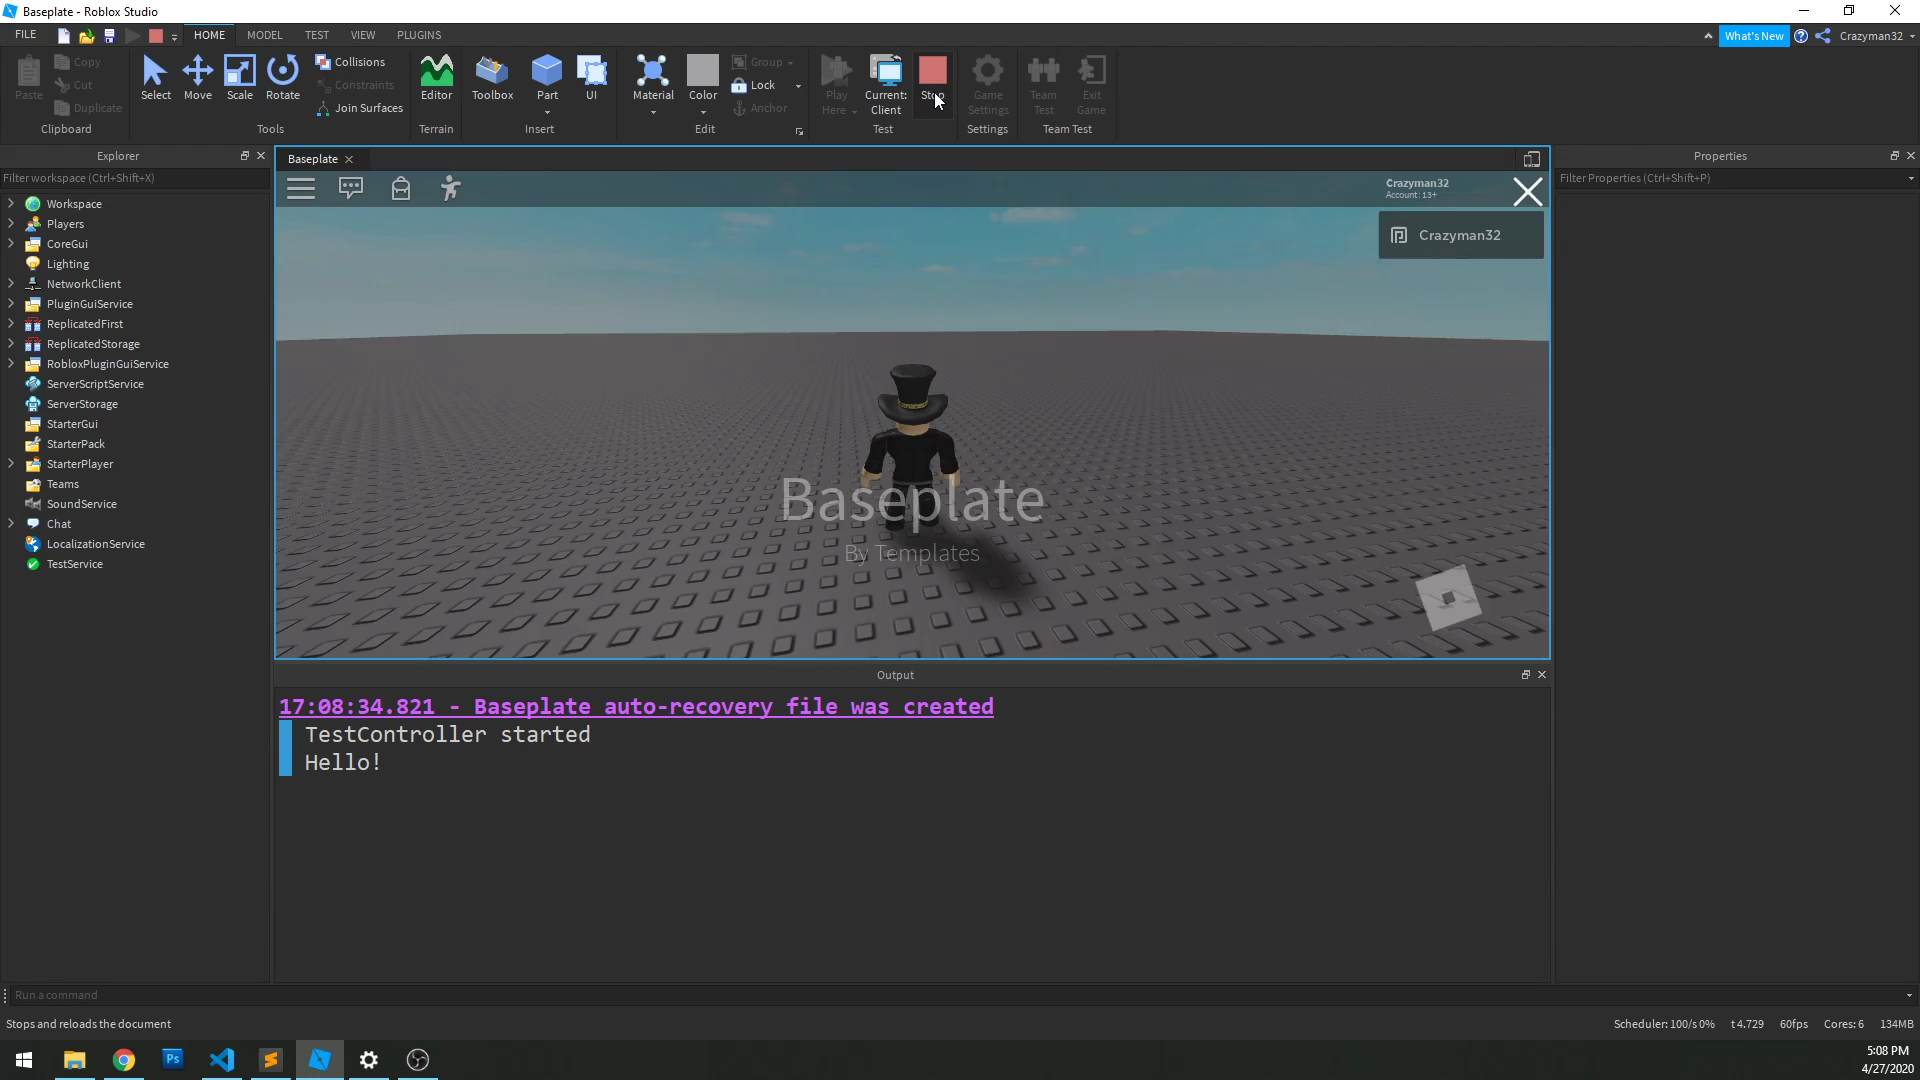 Baseplate - Roblox Studio
FILE
HOME
MODEL
TEST
VIEW
PLUGINS
What's New
Crazyman32
Paste
Copy
Cut
Duplicate
Clipboard
Select
Move
Scale
Rotate
Collisions
Constraints
Join Surfaces
Tools
Editor
Terrain
Toolbox
Part
UI
Insert
Material
Color
Group
Lock
Anchor
Edit
Play
Here
Current:
Client
Stop
Test
Game
Settings
Settings
Team
Test
Exit
Game
Team Test
Explorer
Filter workspace (Ctrl+Shift+X)
Workspace
Players
CoreGui
Lighting
NetworkClient
PluginGuiService
ReplicatedFirst
ReplicatedStorage
RobloxPluginGuiService
ServerScriptService
ServerStorage
StarterGui
StarterPack
StarterPlayer
Teams
SoundService
Chat
LocalizationService
TestService
Baseplate
Crazyman32
Account: 13+
Crazyman32
Baseplate
By Templates
Properties
Filter Properties (Ctrl+Shift+P)
Output
17:08:34.821 - Baseplate auto-recovery file was created
TestController started
Hello!
Run a command
Stops and reloads the document
Scheduler: 100/s 0%
t 4.729
60fps
Cores: 6
134MB
Ps
5:08 PM
4/27/2020